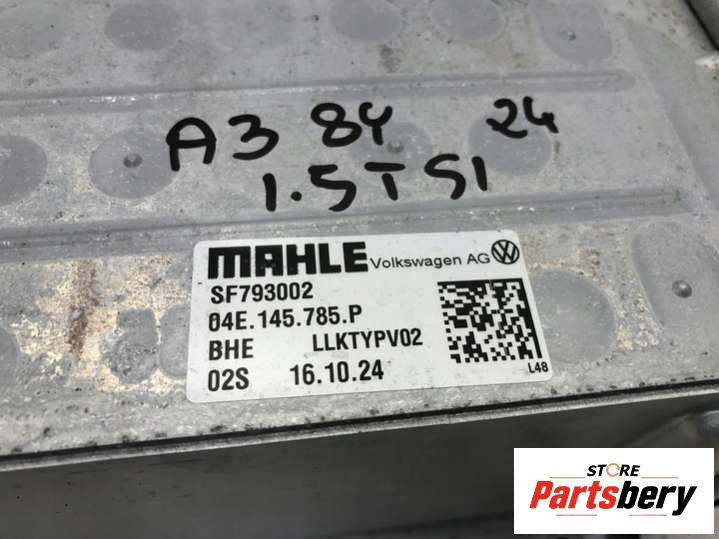 A3 8Y 24
1.5TSI
MAHLE Volkswagen AG
SF793002
04E.145.785.P
BHE LLKTYPV02
02S 16.10.24
L48
STORE
Partsbery